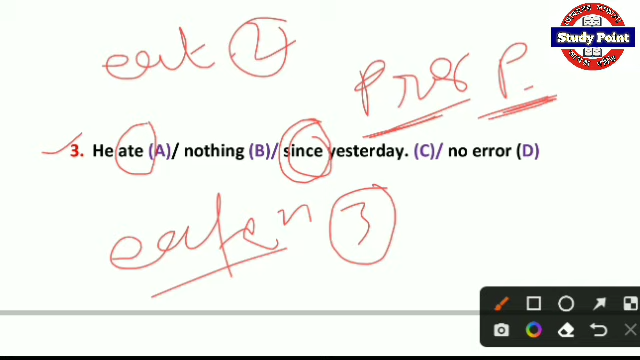 Study Point
eat 2
Pres P.
3. He ate (A)/ nothing (B)/ since yesterday. (C)/ no error (D)
eaten 3